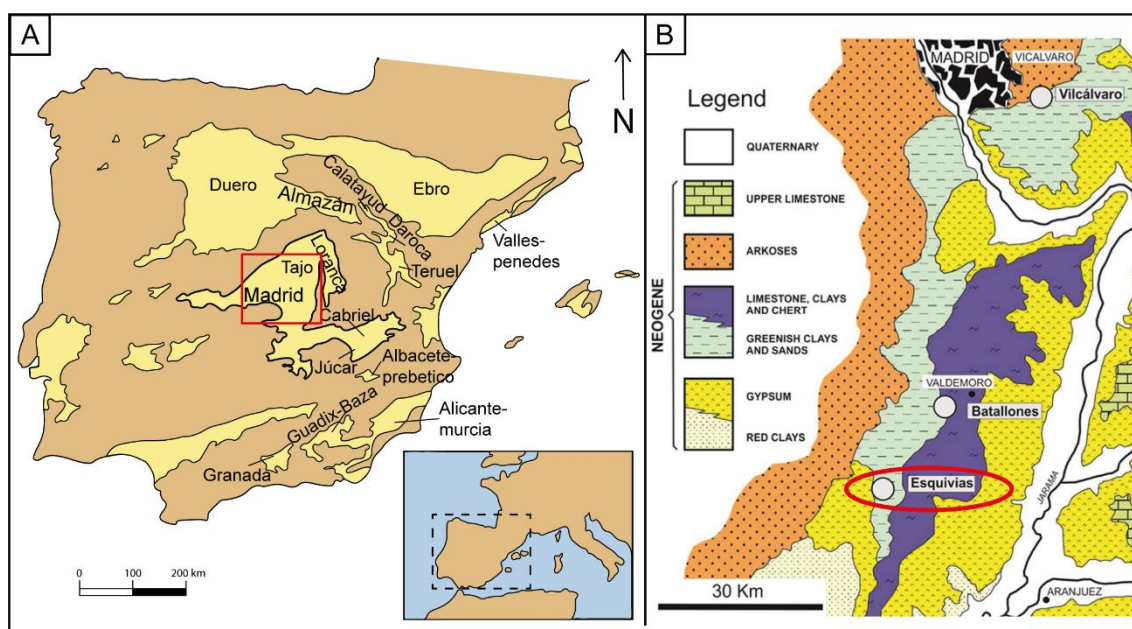 A
N
Duero
Almazán
Calatayud-Daroca
Ebro
Valles-
penedes
Teruel
Loranca
Tajo
Madrid
Cabriel
Júcar
Albacete-
prebetico
Guadix-Baza
Alicante-
murcia
Granada
0 100 200 km
B
Legend
QUATERNARY
NEOGENE
UPPER LIMESTONE
ARKOSES
LIMESTONE, CLAYS
AND CHERT
GREENISH CLAYS
AND SANDS
GYPSUM
RED CLAYS
MADRID
VICALVARO
Vilcálvaro
VALDEMORO
Batallones
Esquivias
JARAMA
ARANJUEZ
30 Km